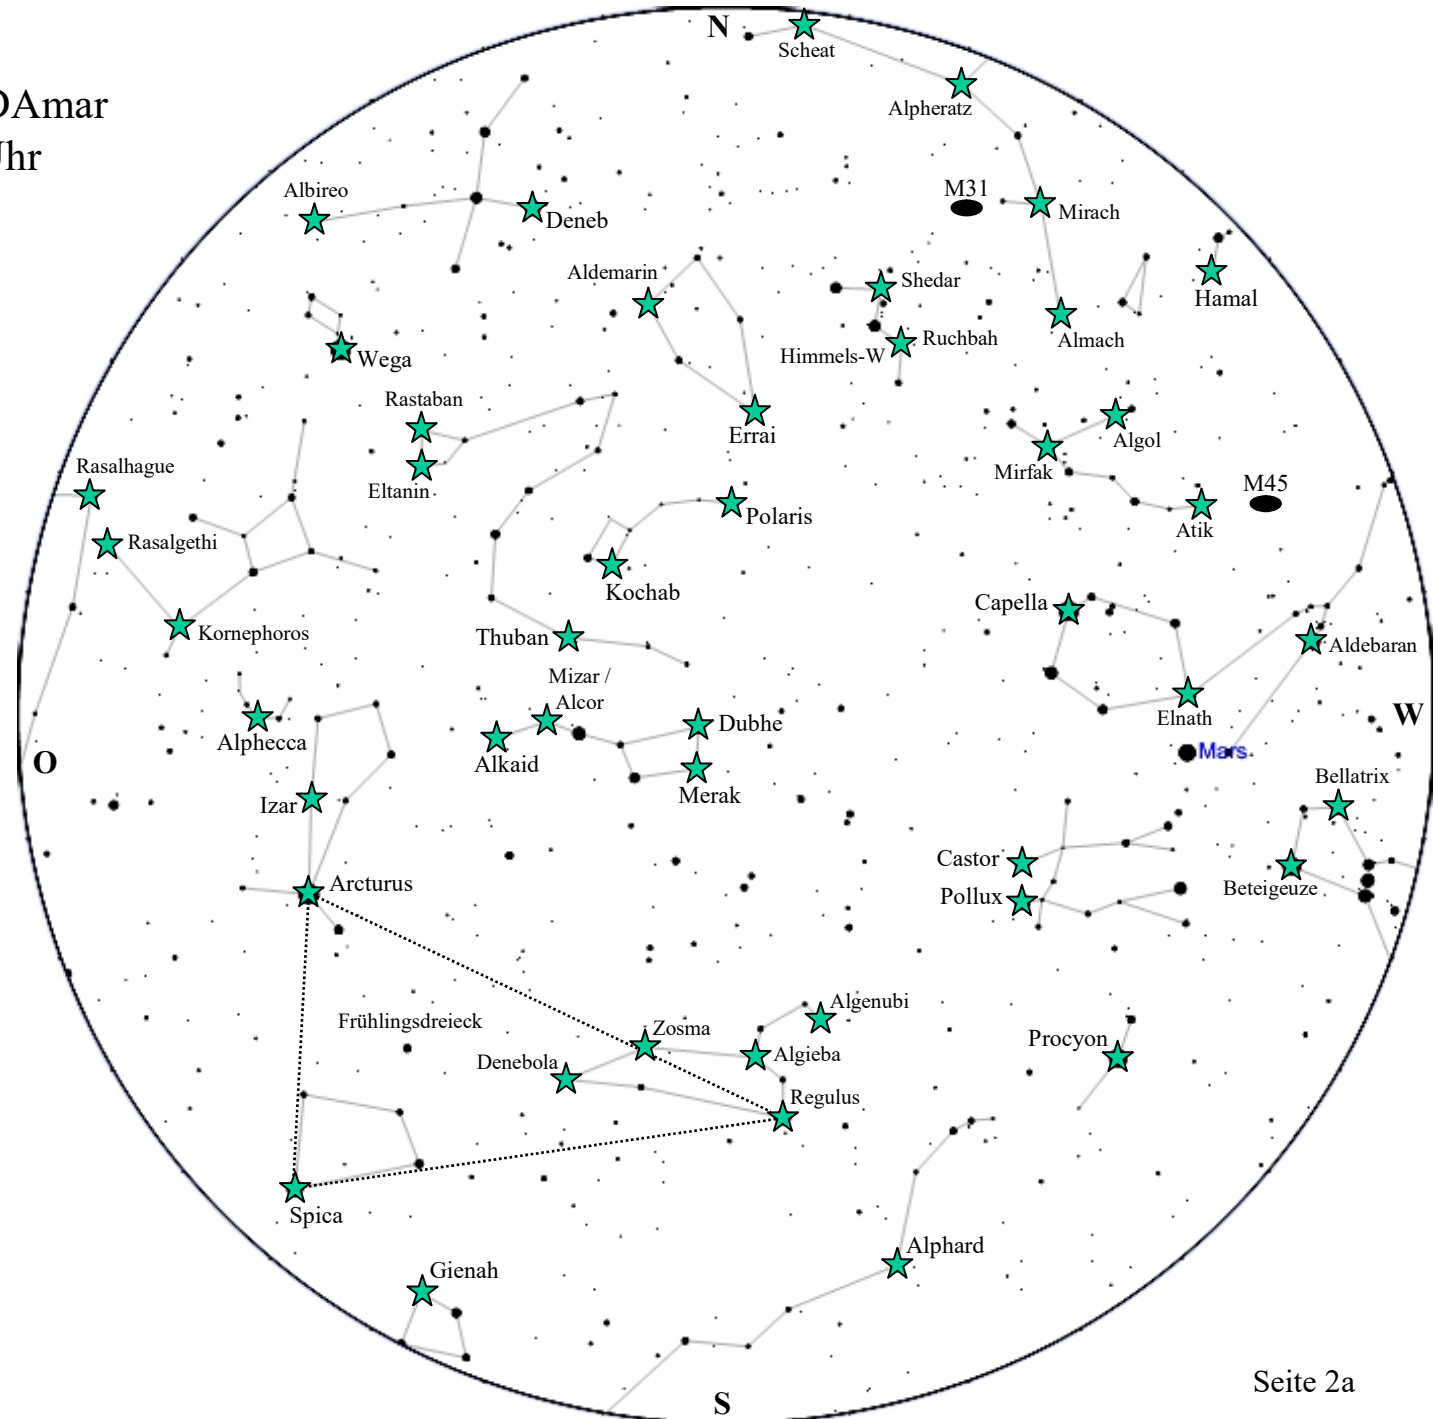 N
Scheat
DAmar
Alpheratz
Uhr
Albireo
M31
Deneb
Mirach
Aldemarin
Shedar
Hamal
Ruchbah
Almach
Himmels-W
Wega
Rastaban
Errai
Algol
Rasalhague
Mirfak
M45
Eltanin
Polaris
Atik
Rasalgethi
Kochab
Capella
Kornephoros
Thuban
Aldebaran
Mizar /
Alcor
Elnath
W
Dubhe
Alphecca
O
Alkaid
Mars
Merak
Bellatrix
Izar
Castor
Arcturus
Pollux
Beteigeuze
Algenubi
Frühlingsdreieck
Zosma
Procyon
Denebola
Algieba
Regulus
Spica
Alphard
Gienah
Seite 2a
S